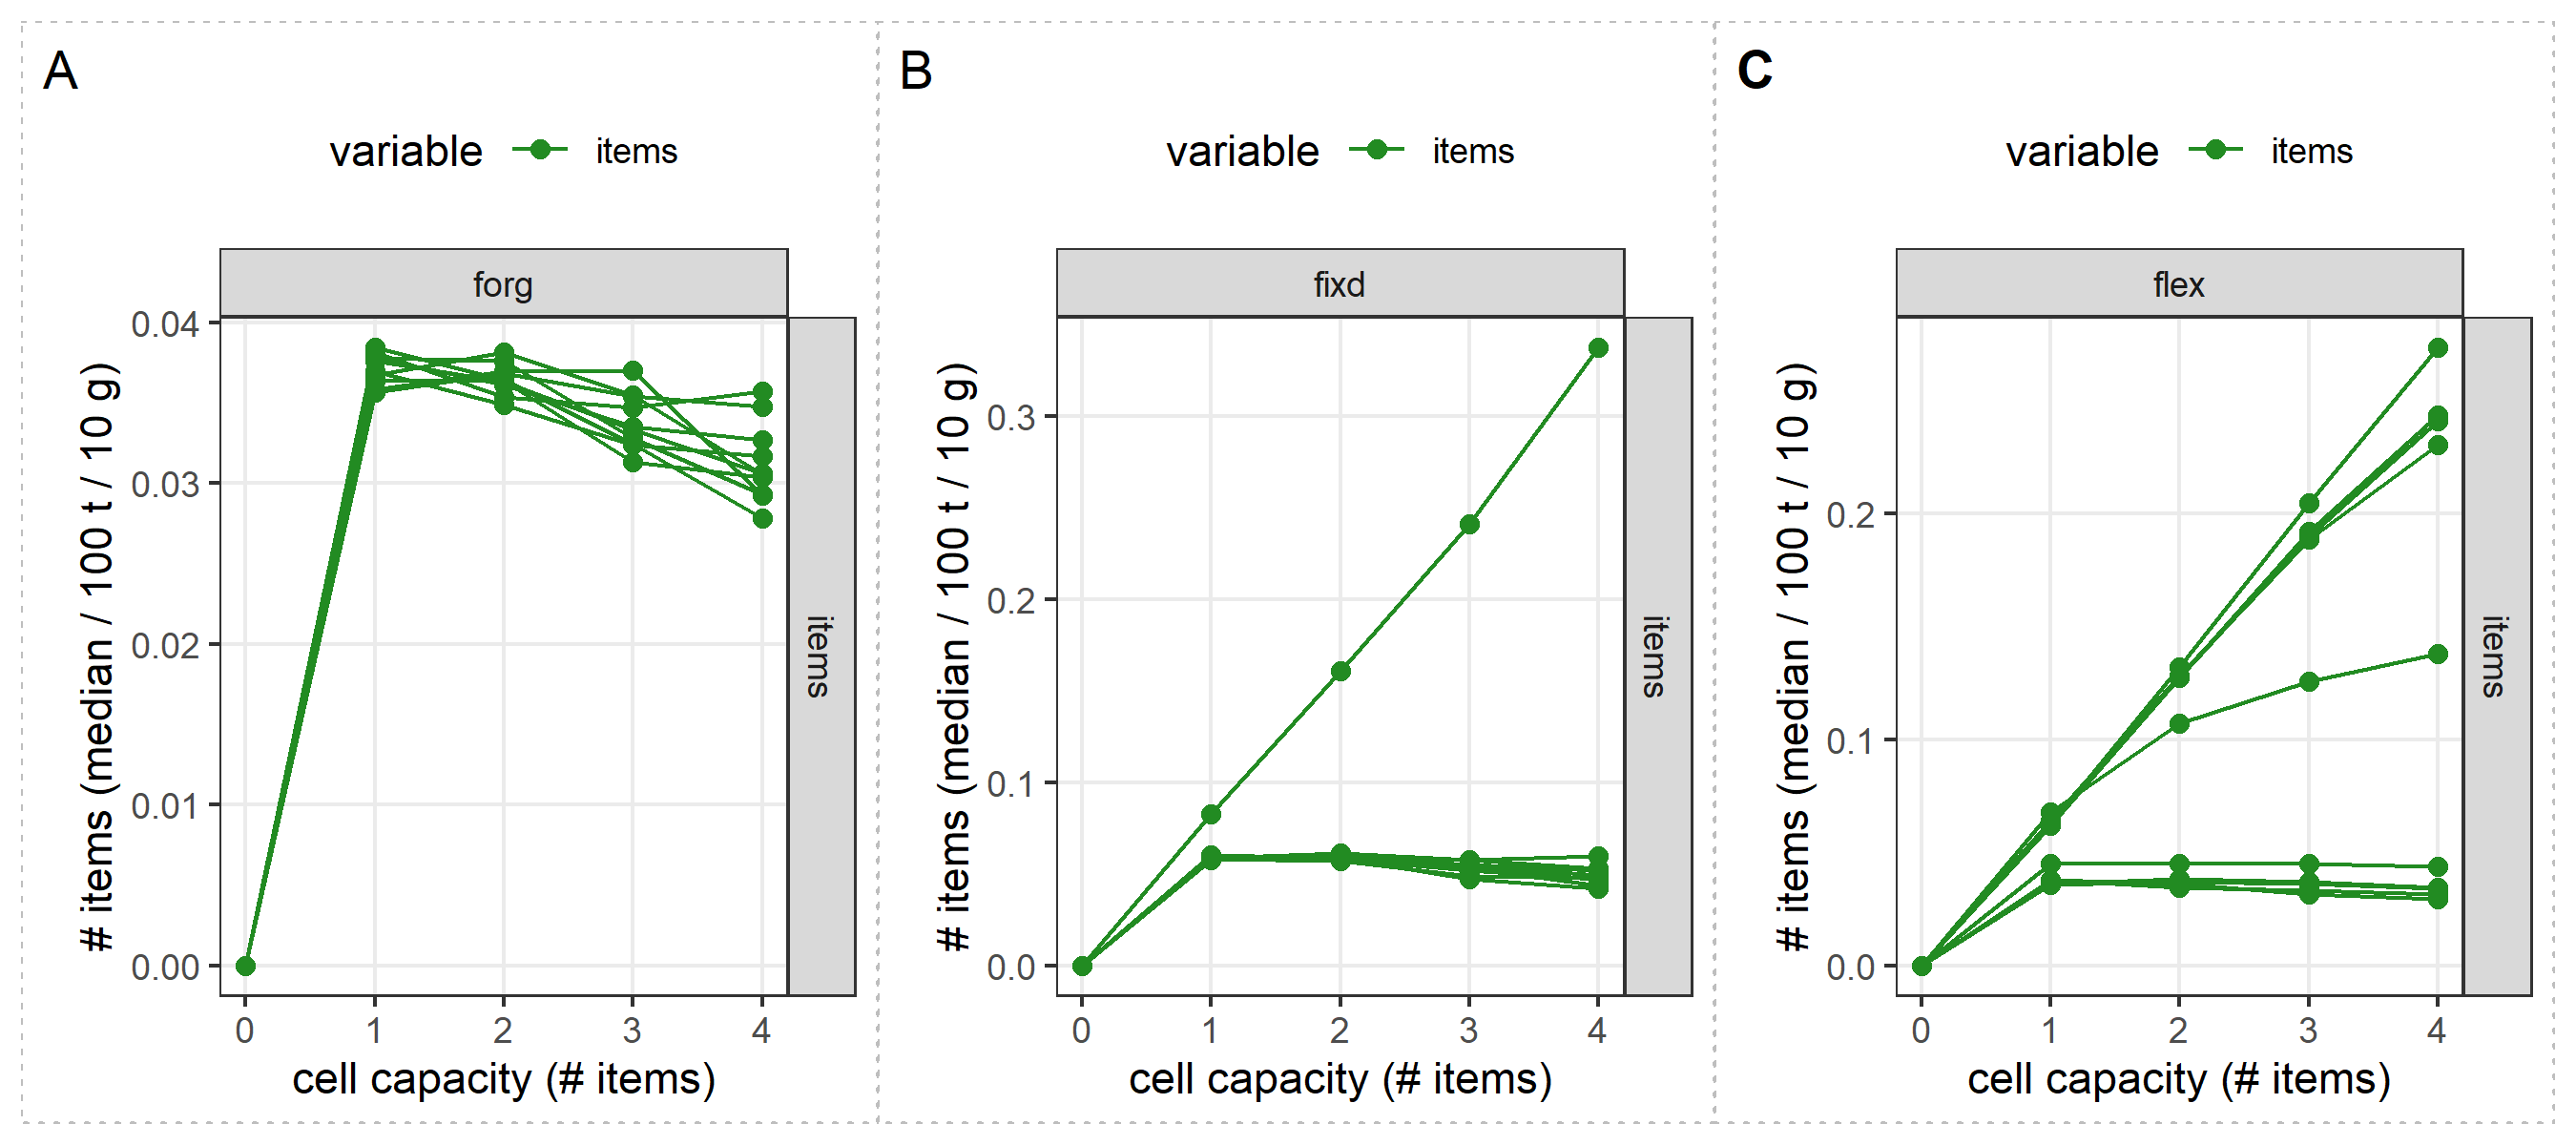 A
variable items
forg
0.04
0.03
0.02
0.01
0.00
# items (median / 100 t / 10 g)
items
0 1 2 3 4
cell capacity (# items)
B
variable items
fixd
0.3
0.2
0.1
0.0
# items (median / 100 t / 10 g)
items
0 1 2 3 4
cell capacity (# items)
C
variable items
flex
0.2
0.1
0.0
# items (median / 100 t / 10 g)
items
0 1 2 3 4
cell capacity (# items)